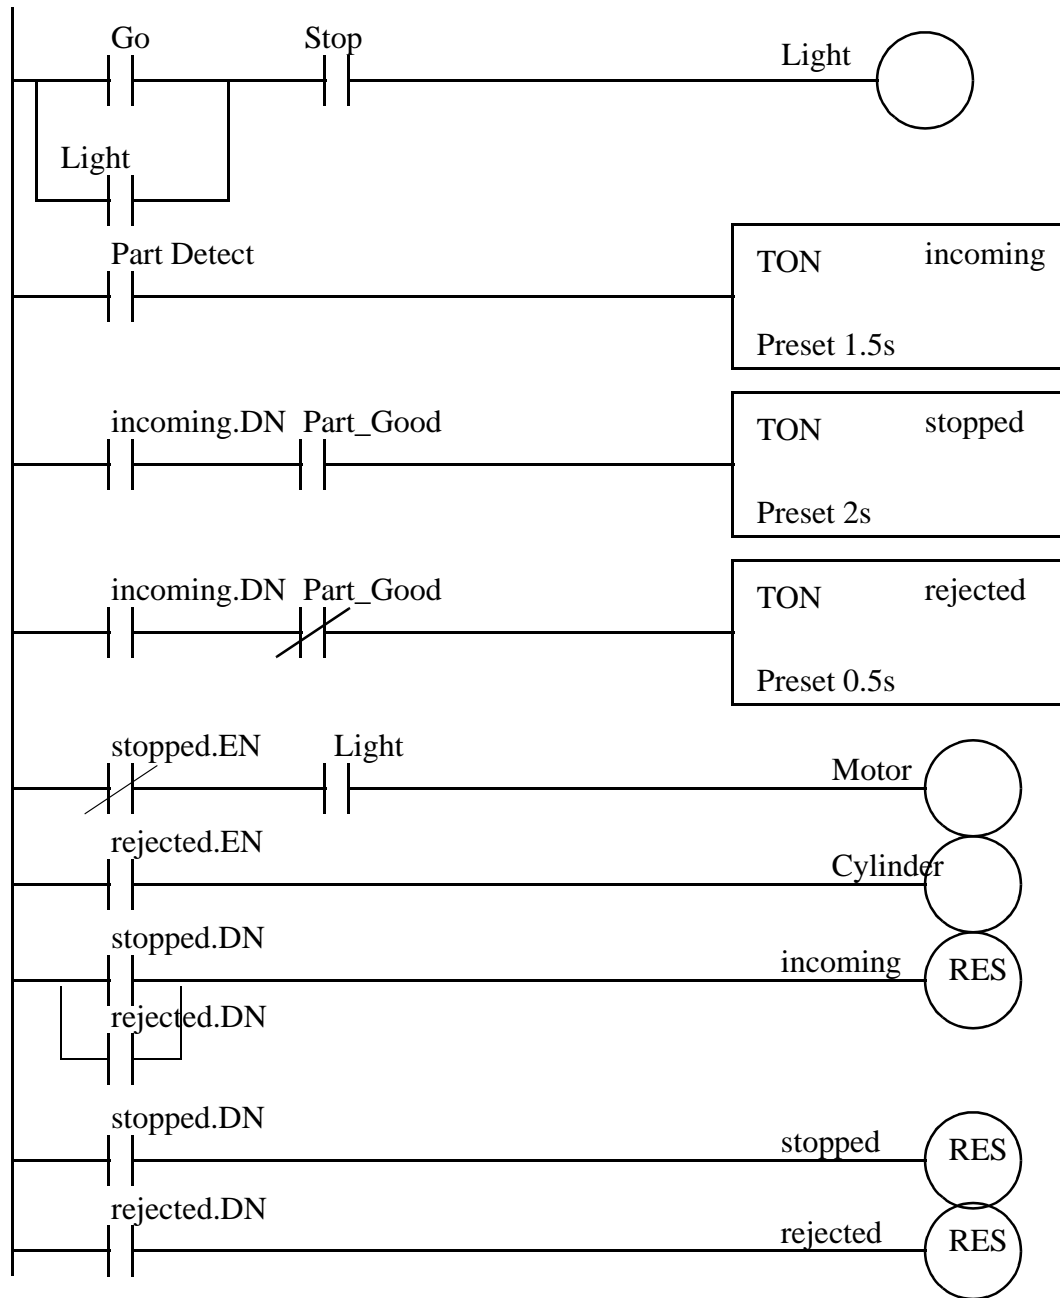 Go Stop Light
Light
Part Detect
TON incoming
Preset 1.5s
incoming.DN Part_Good
TON stopped
Preset 2s
incoming.DN Part_Good
TON rejected
Preset 0.5s
stopped.EN Light Motor
rejected.EN Cylinder
stopped.DN incoming RES
rejected.DN
stopped.DN stopped RES
rejected.DN rejected RES